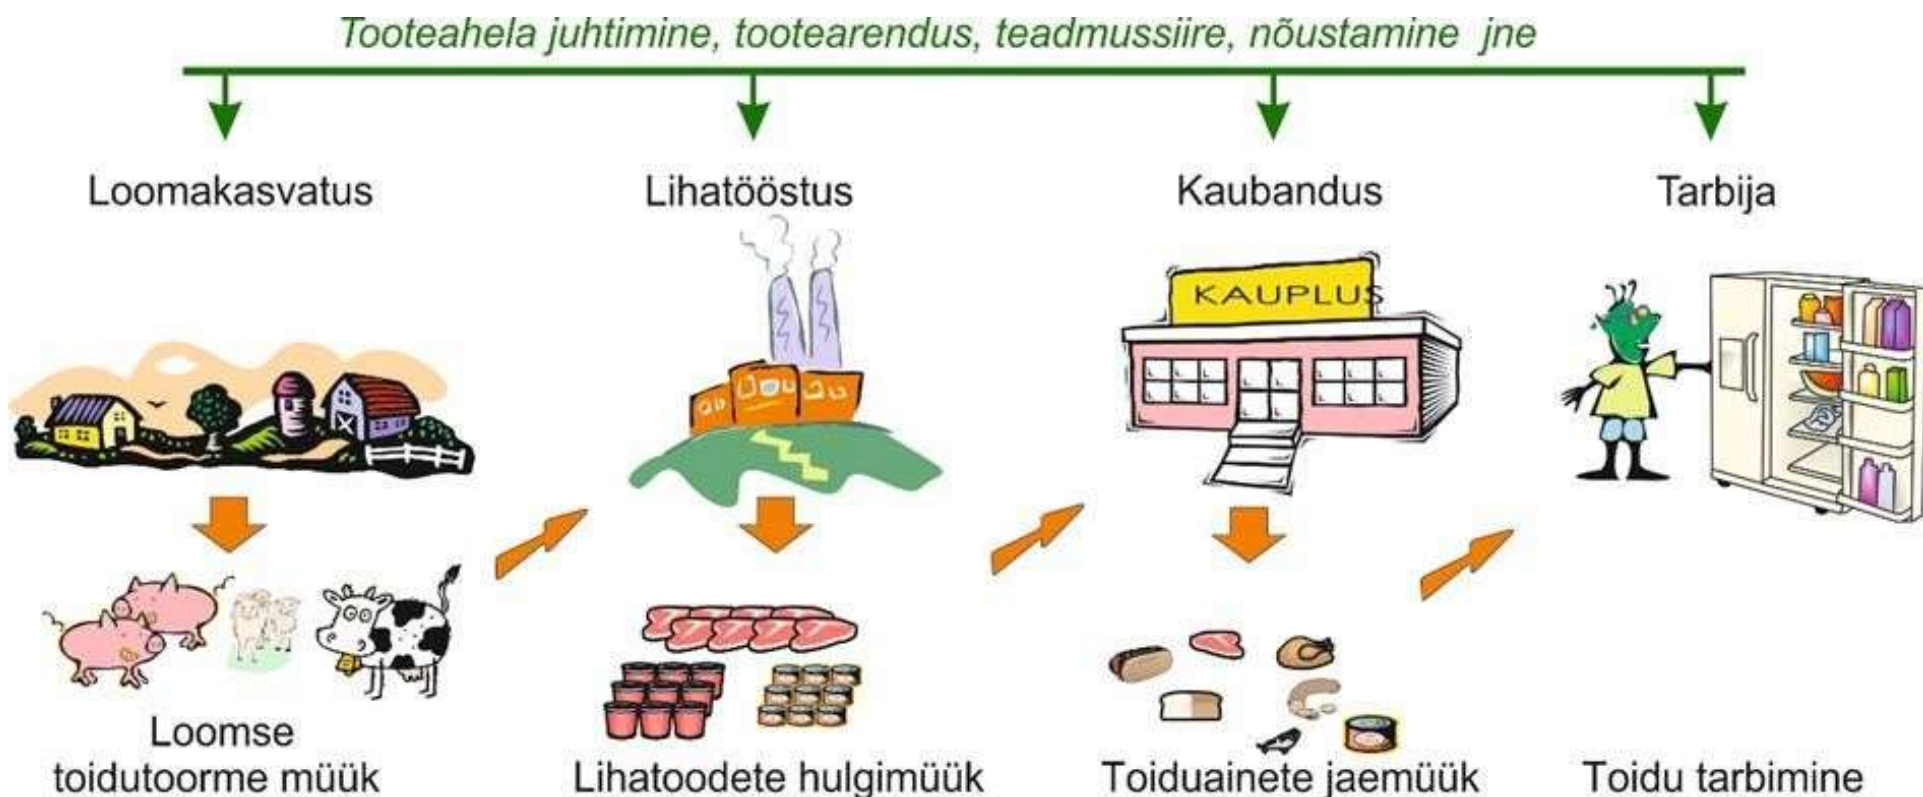 Tooteahela juhtimine, tootearendus, teadmussiire, nõustamine jne
Loomakasvatus
Lihatööstus
Kaubandus
Tarbija
KAUPLUS
Loomse
toidutoorme müük
Lihatoodete hulgimüük
Toiduainete jaemüük
Toidu tarbimine